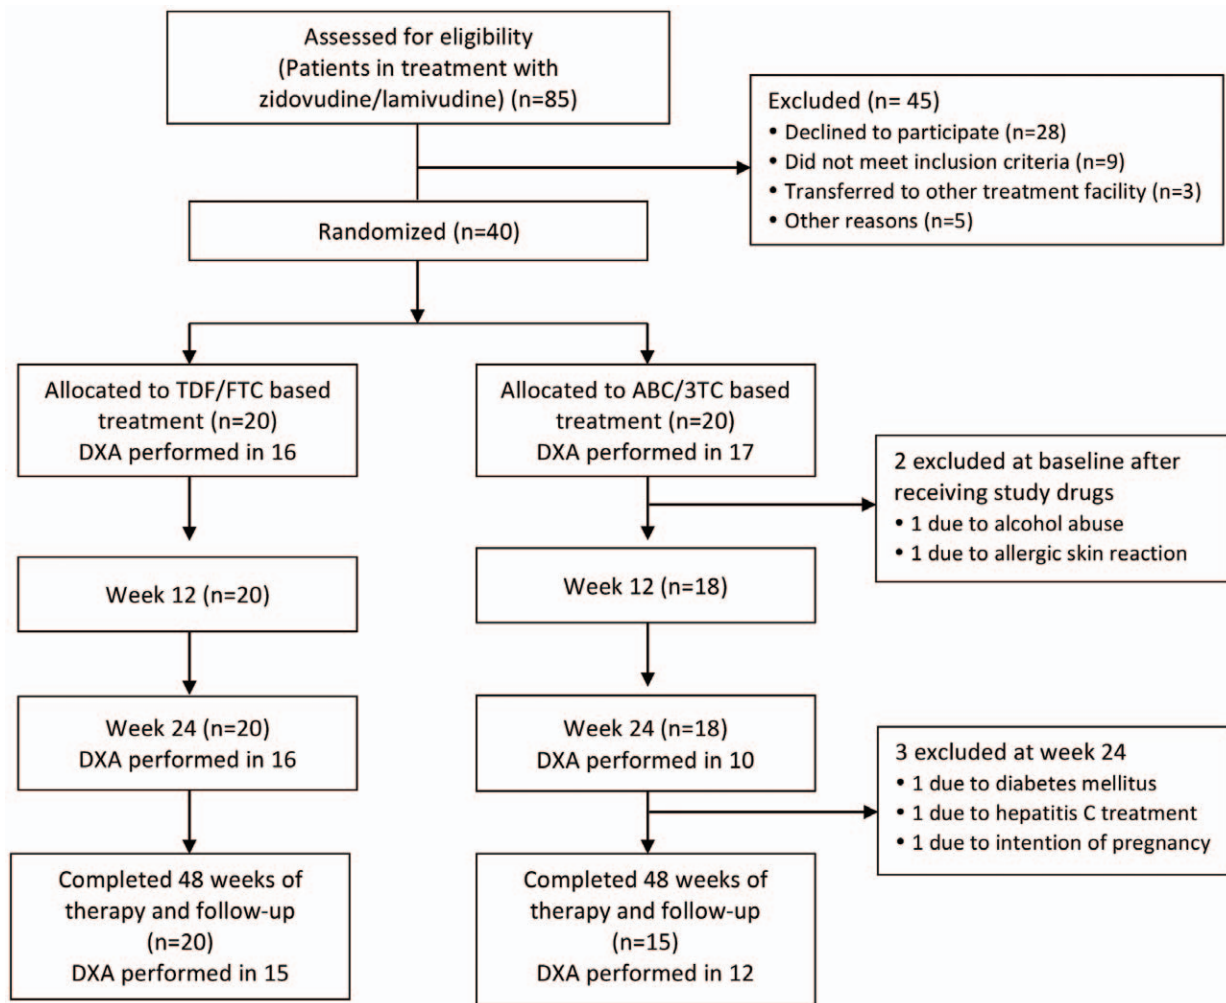 Assessed for eligibility
(Patients in treatment with
zidovudine/lamivudine) (n=85)
Excluded (n= 45)
• Declined to participate (n=28)
• Did not meet inclusion criteria (n=9)
• Transferred to other treatment facility (n=3)
• Other reasons (n=5)
Randomized (n=40)
Allocated to TDF/FTC based
treatment (n=20)
DXA performed in 16
Allocated to ABC/3TC based
treatment (n=20)
DXA performed in 17
2 excluded at baseline after
receiving study drugs
• 1 due to alcohol abuse
• 1 due to allergic skin reaction
Week 12 (n=20)
Week 12 (n=18)
Week 24 (n=20)
DXA performed in 16
Week 24 (n=18)
DXA performed in 10
3 excluded at week 24
• 1 due to diabetes mellitus
• 1 due to hepatitis C treatment
• 1 due to intention of pregnancy
Completed 48 weeks of
therapy and follow-up
(n=20)
DXA performed in 15
Completed 48 weeks of
therapy and follow-up
(n=15)
DXA performed in 12